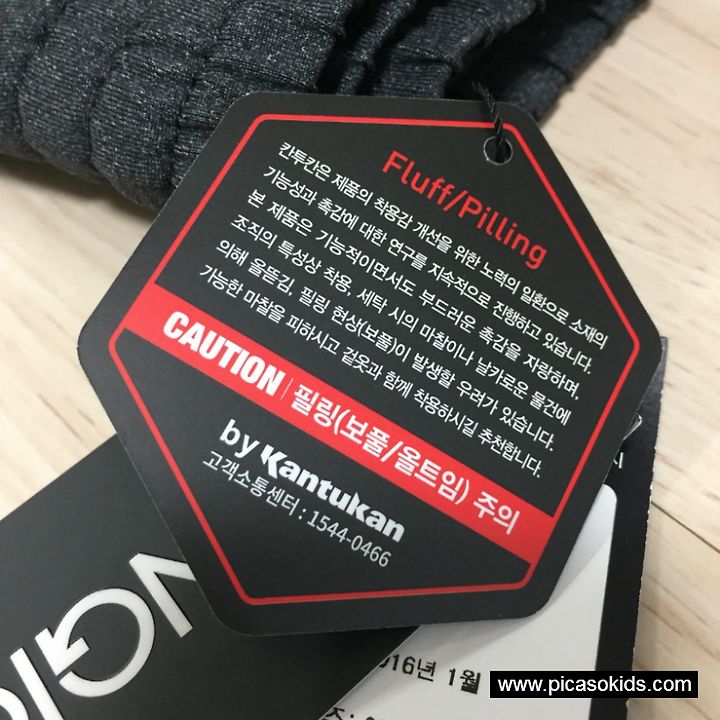 Fluff/Pilling
칸투칸은 제품의 착용감 개선을 위한 노력의 일환으로 소재의
기능성과 촉감에 대한 연구를 지속적으로 진행하고 있습니다.
본 제품은 기능적이면서도 부드러운 촉감을 자랑하며,
조직의 특성상 착용, 세탁 시의 마찰이나 날카로운 물건에
의해 올뜯김, 필링 현상(보풀)이 발생할 우려가 있습니다.
가능한 마찰을 피하시고 겉옷과 함께 착용하시길 추천합니다.
CAUTION | 필링(보풀/올트임) 주의
by Kantukan
고객소통센터 : 1544-0466
2016년 1월
www.picasokids.com